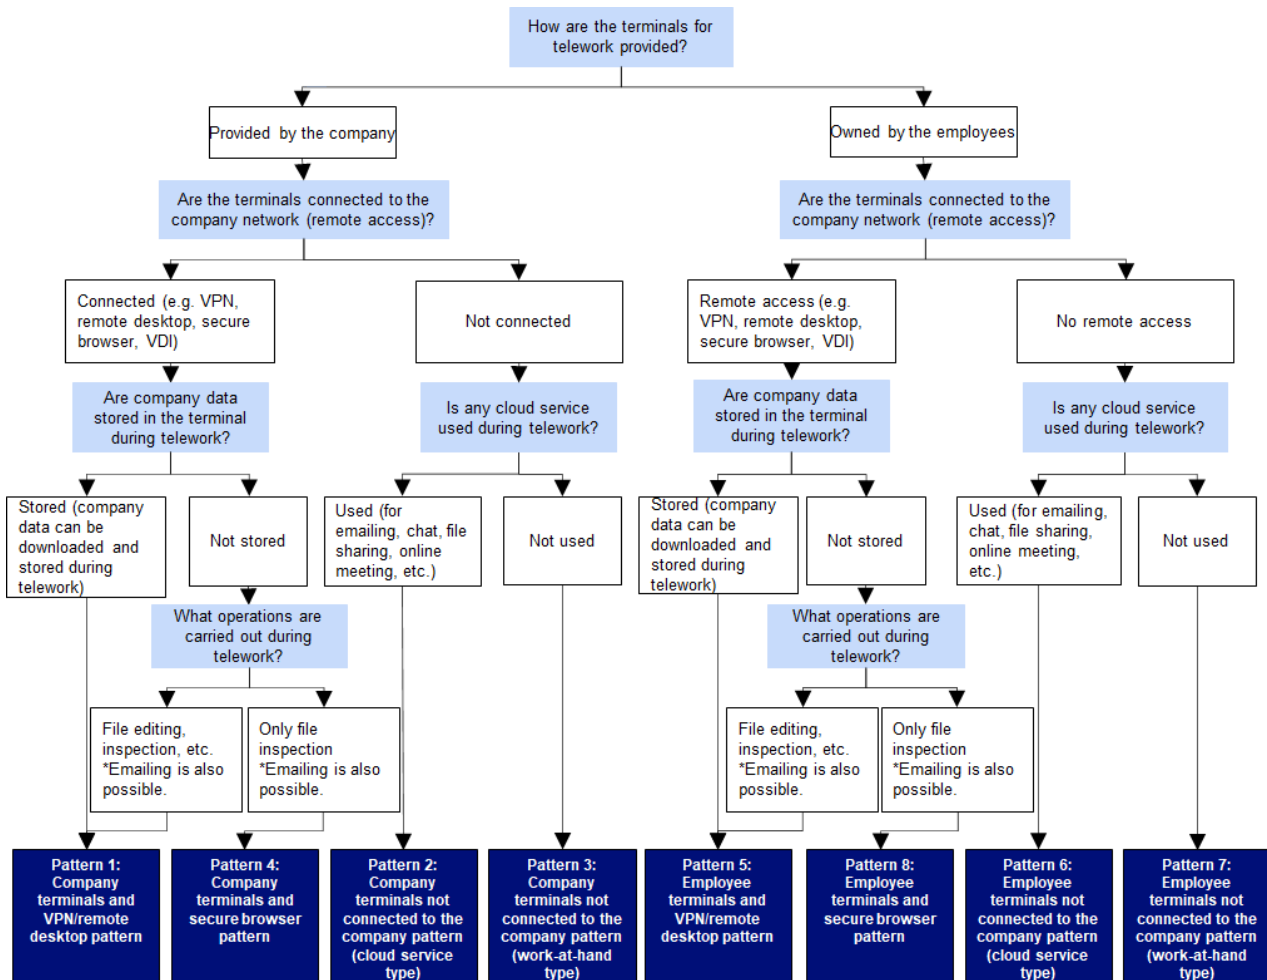 How are the terminals for
telework provided?
Provided by the company
Owned by the employees
Are the terminals connected to the
company network (remote access)?
Are the terminals connected to the
company network (remote access)?
Connected (e.g. VPN,
remote desktop, secure
browser, VDI)
Not connected
Remote access (e.g.
VPN, remote desktop,
secure browser, VDI)
No remote access
Are company data
stored in the terminal
during telework?
Is any cloud service
used during telework?
Are company data
stored in the terminal
during telework?
Is any cloud service
used during telework?
Stored (company
data can be
downloaded and
stored during
telework)
Not stored
Used (for
emailing, chat, file
sharing, online
meeting, etc.)
Not used
Stored (company
data can be
downloaded and
stored during
telework)
Not stored
Used (for emailing,
chat, file sharing,
online meeting,
etc.)
Not used
What operations are
carried out during
telework?
What operations are
carried out during
telework?
File editing,
inspection, etc.
*Emailing is also
possible.
Only file
inspection
*Emailing is also
possible.
File editing,
inspection, etc.
*Emailing is also
possible.
Only file
inspection
*Emailing is also
possible.
Pattern 1:
Company
terminals and
VPN/remote
desktop pattern
Pattern 4:
Company
terminals and
secure browser
pattern
Pattern 2:
Company
terminals not
connected to the
company pattern
(cloud service
type)
Pattern 3:
Company
terminals not
connected to the
company pattern
(work-at-hand
type)
Pattern 5:
Employee
terminals and
VPN/remote
desktop pattern
Pattern 8:
Employee
terminals and
secure browser
pattern
Pattern 6:
Employee
terminals not
connected to the
company pattern
(cloud service
type)
Pattern 7:
Employee
terminals not
connected to the
company pattern
(work-at-hand
type)